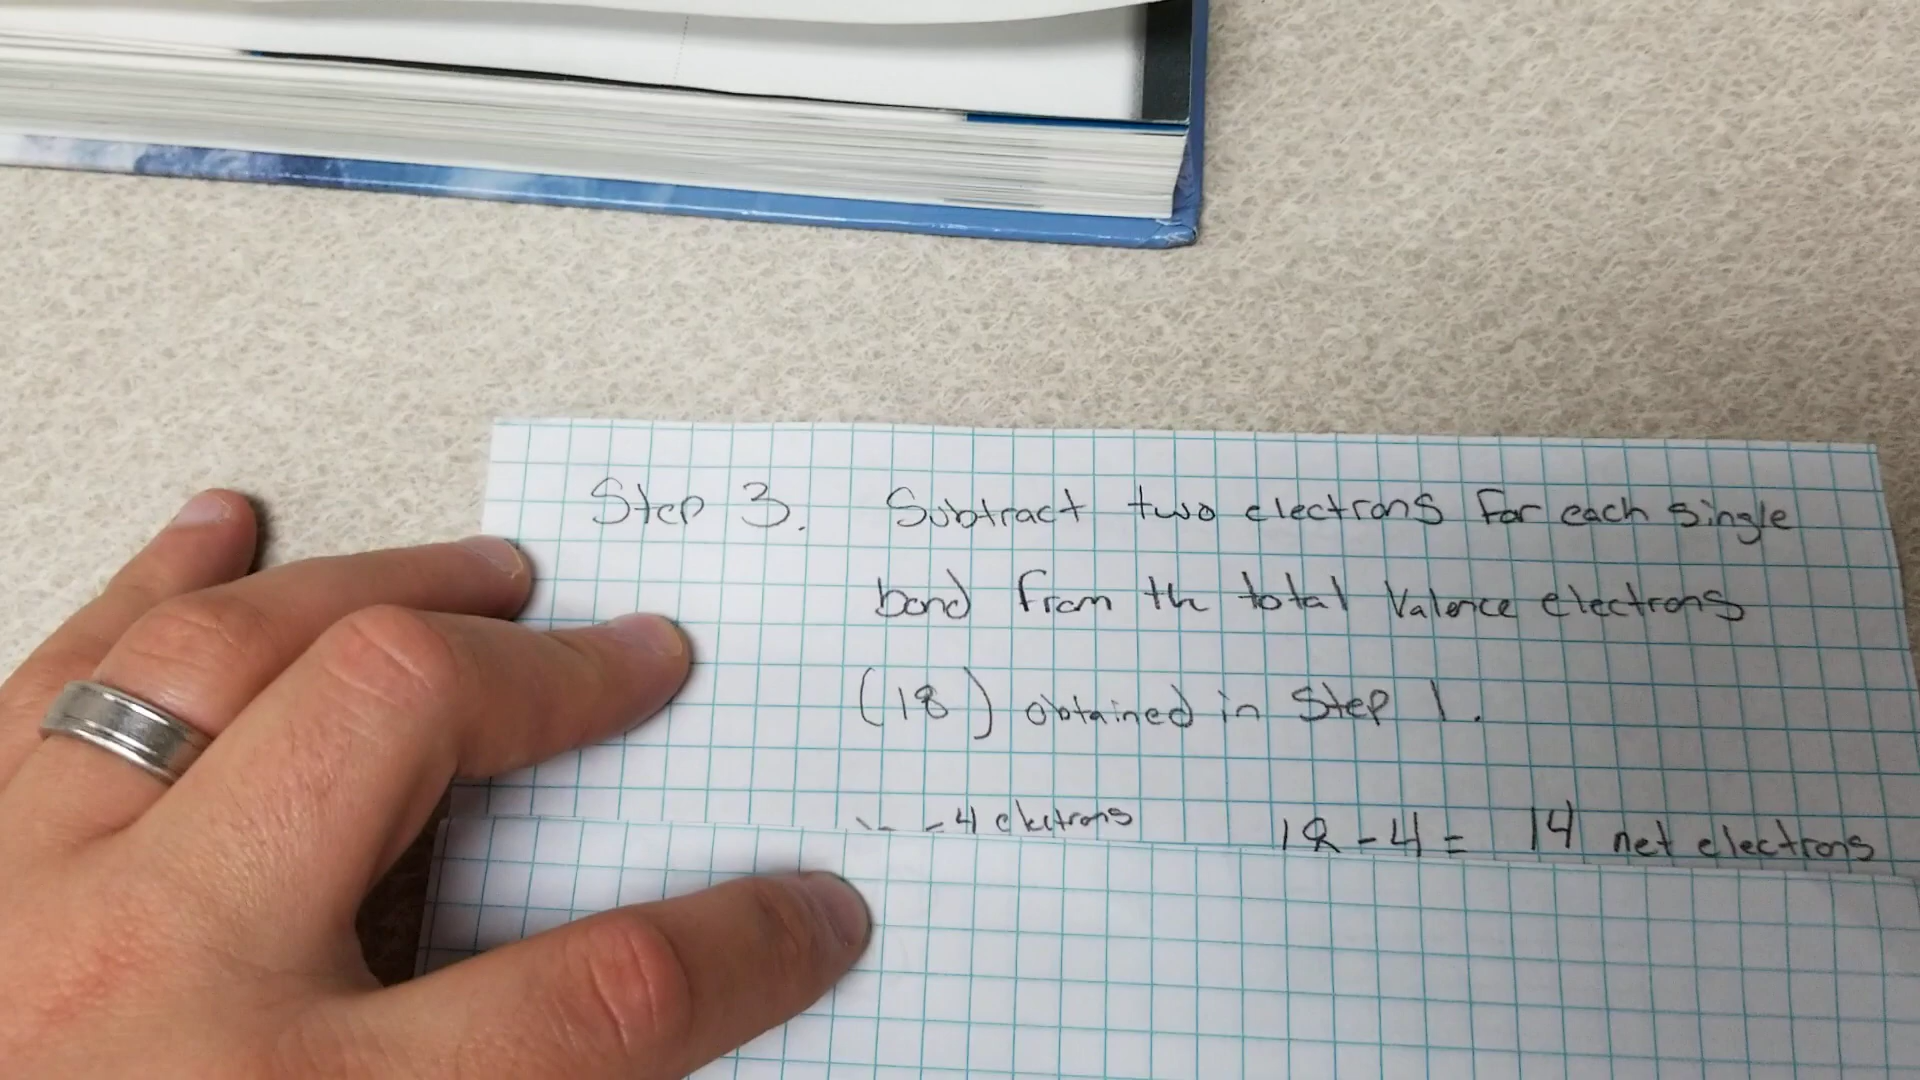 Step 3. Subtract two electrons for each single
bond from the total valence electrons
(18) obtained in Step 1.
-4 electrons 18 - 4 = 14 net electrons